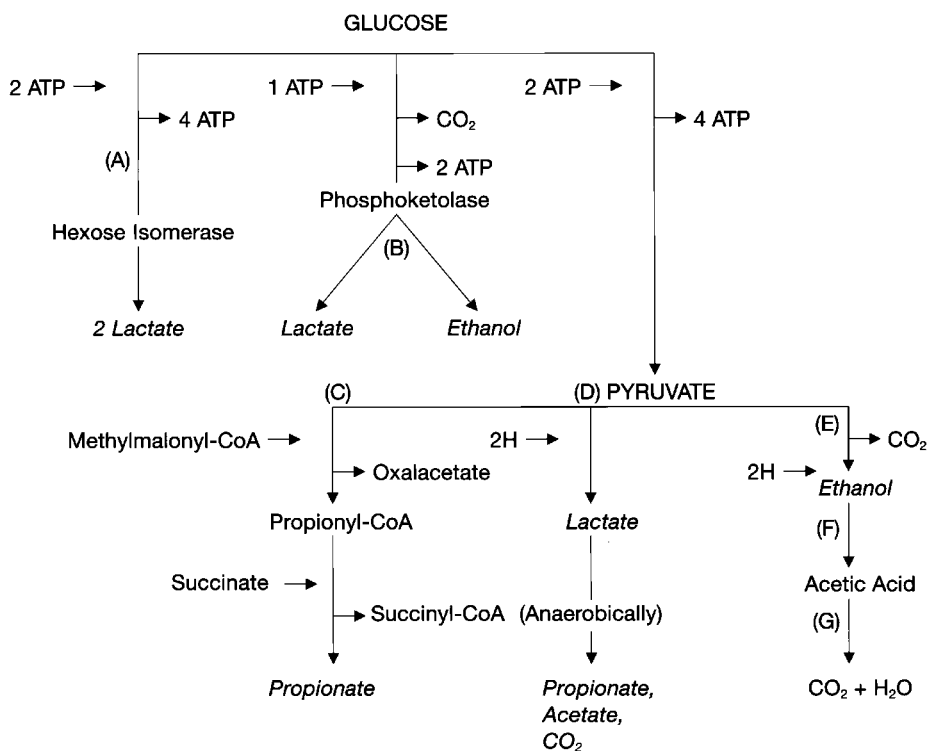 GLUCOSE
2 ATP 1 ATP 2 ATP
4 ATP CO₂ 4 ATP
(A) 2 ATP
Phosphoketolase
Hexose Isomerase (B)
2 Lactate Lactate Ethanol
(C) (D) PYRUVATE
(E)
Methylmalonyl-CoA 2H CO₂
Oxalacetate 2H Ethanol
Propionyl-CoA Lactate
(F)
Succinate Acetic Acid
Succinyl-CoA (Anaerobically) (G)
Propionate Propionate, CO₂ + H₂O
Acetate,
CO₂